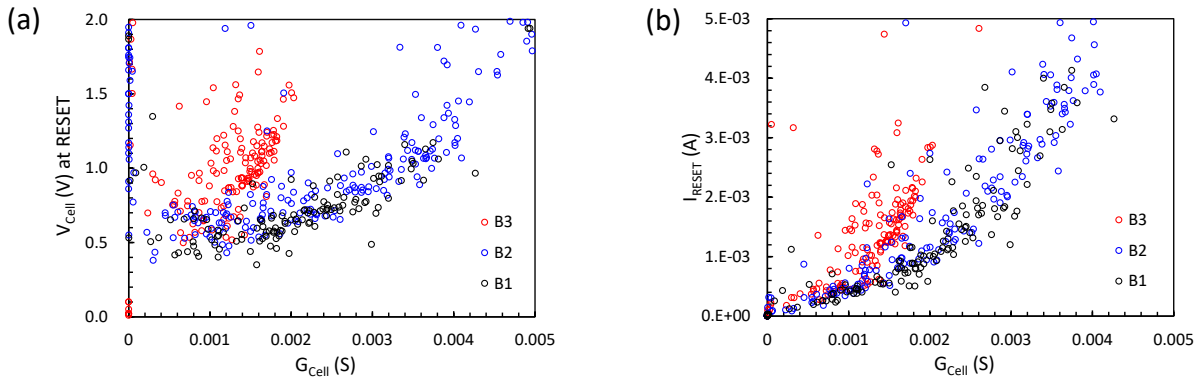 (a)
V_Cell (V) at RESET
2.0
1.5
1.0
0.5
0.0
0 0.001 0.002 0.003 0.004 0.005
G_Cell (S)
B3
B2
B1
(b)
I_RESET (A)
5.E-03
4.E-03
3.E-03
2.E-03
1.E-03
0.E+00
0 0.001 0.002 0.003 0.004 0.005
G_Cell (S)
B3
B2
B1